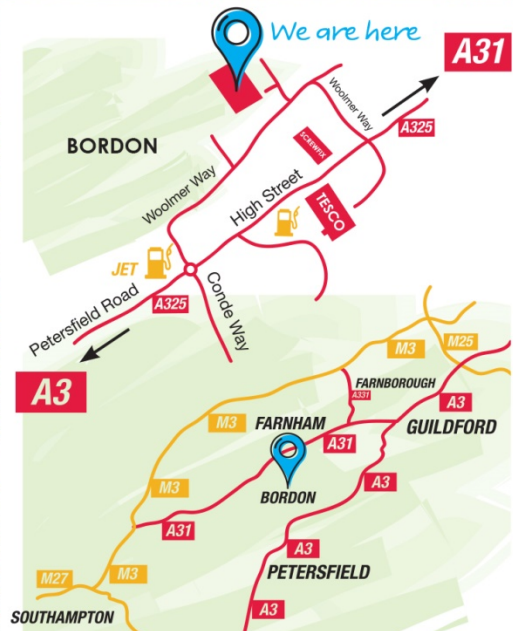 We are here
A31
Woolmer Way
A325
SCREWFIX
BORDON
Woolmer Way
High Street
TESCO
JET
Conde Way
Petersfield Road
A325
A3
M25
M3
FARNBOROUGH
A331
A3
M3
FARNHAM
GUILDFORD
A31
M3
BORDON
A3
A31
A3
M27
M3
PETERSFIELD
SOUTHAMPTON
A3